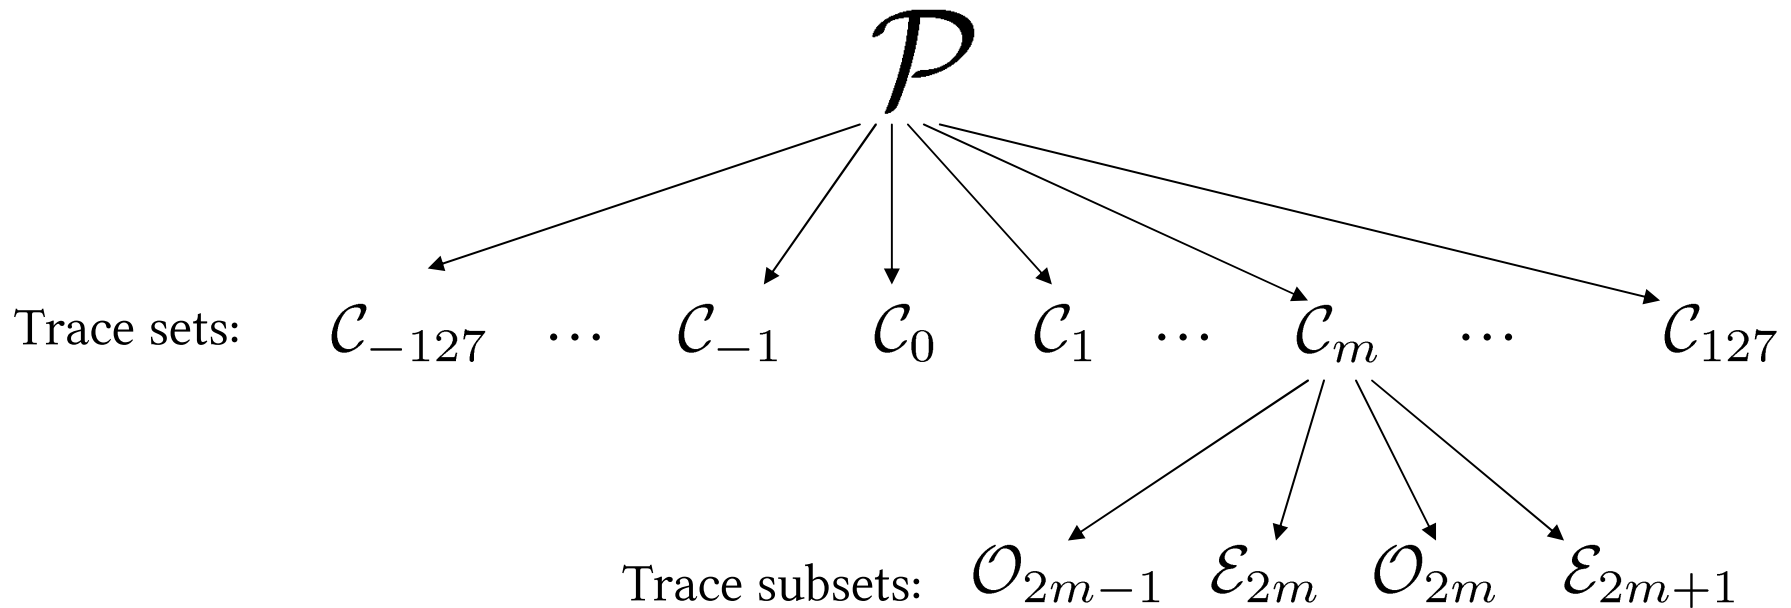 𝒫
Trace sets: 𝒞₋₁₂₇ ⋯ 𝒞₋₁ 𝒞₀ 𝒞₁ ⋯ 𝒞ₘ ⋯ 𝒞₁₂₇
Trace subsets: 𝒪₂ₘ₋₁ ℰ₂ₘ 𝒪₂ₘ ℰ₂ₘ₊₁